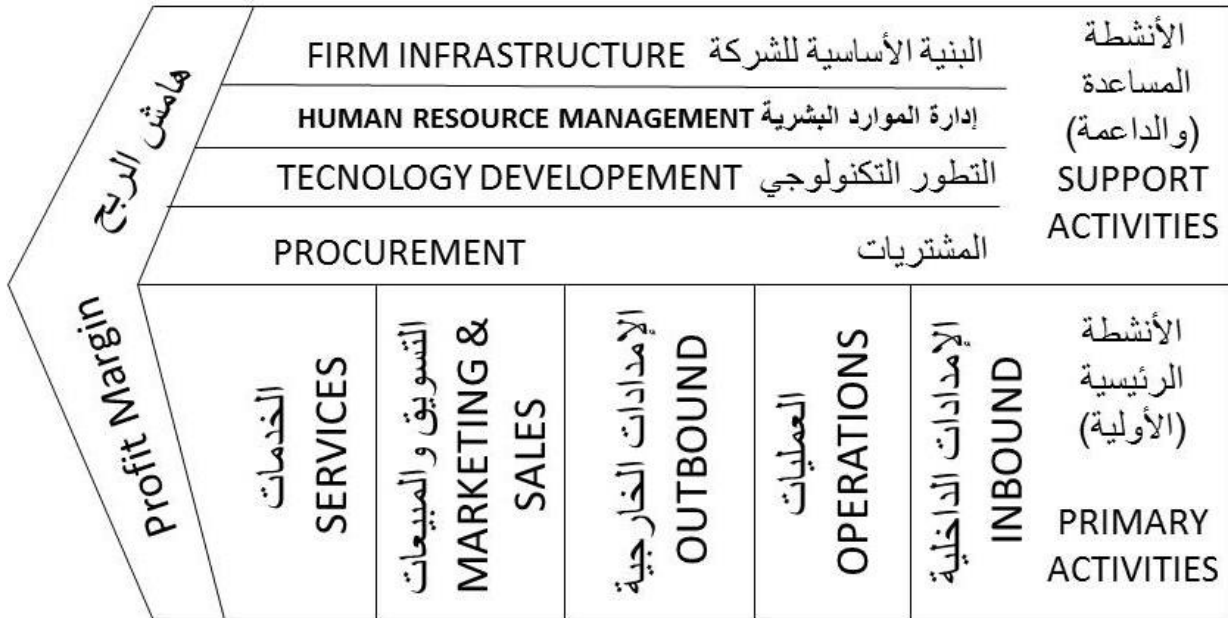 الأنشطة
المساعدة
(والداعمة)
SUPPORT
ACTIVITIES
FIRM INFRASTRUCTURE البنية الأساسية للشركة
HUMAN RESOURCE MANAGEMENT إدارة الموارد البشرية
TECNOLOGY DEVELOPEMENT التطور التكنولوجي
PROCUREMENT المشتريات
هامش الربح
Profit Margin
الأنشطة
الرئيسية
(الأولية)
PRIMARY
ACTIVITIES
الإمدادات الداخلية
INBOUND
العمليات
OPERATIONS
الإمدادات الخارجية
OUTBOUND
التسويق والمبيعات
MARKETING &
SALES
الخدمات
SERVICES